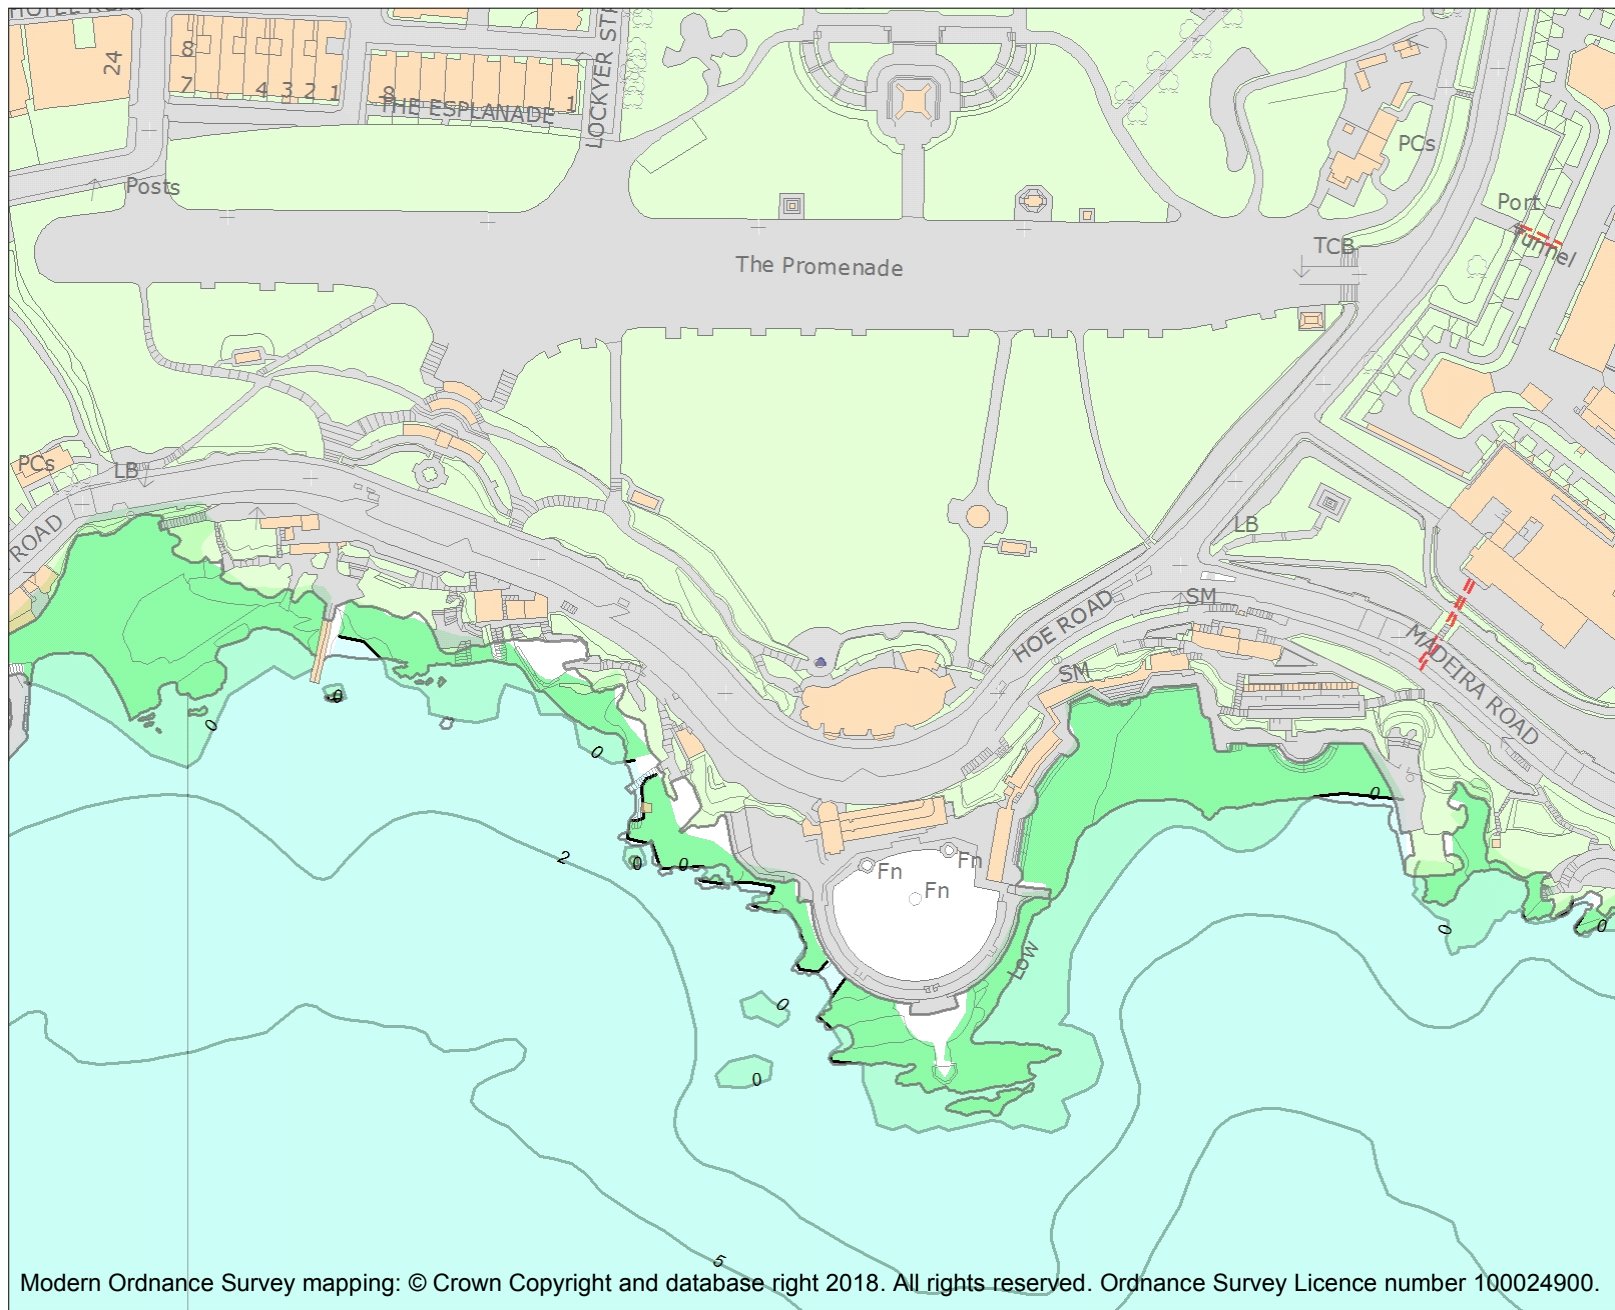 HOTEL ROAD
24
8
7
4 3 2 1
8
THE ESPLANADE
1
LOCKYER STR
PCs
Posts
Port
Tunnel
TCB
The Promenade
PCs
LB
ROAD
LB
SM
HOE ROAD
SM
MADEIRA ROAD
0
0
0
0
2
0
0
Fn
Fn
Fn
Low
0
0
0
0
5
Modern Ordnance Survey mapping: © Crown Copyright and database right 2018. All rights reserved. Ordnance Survey Licence number 100024900.